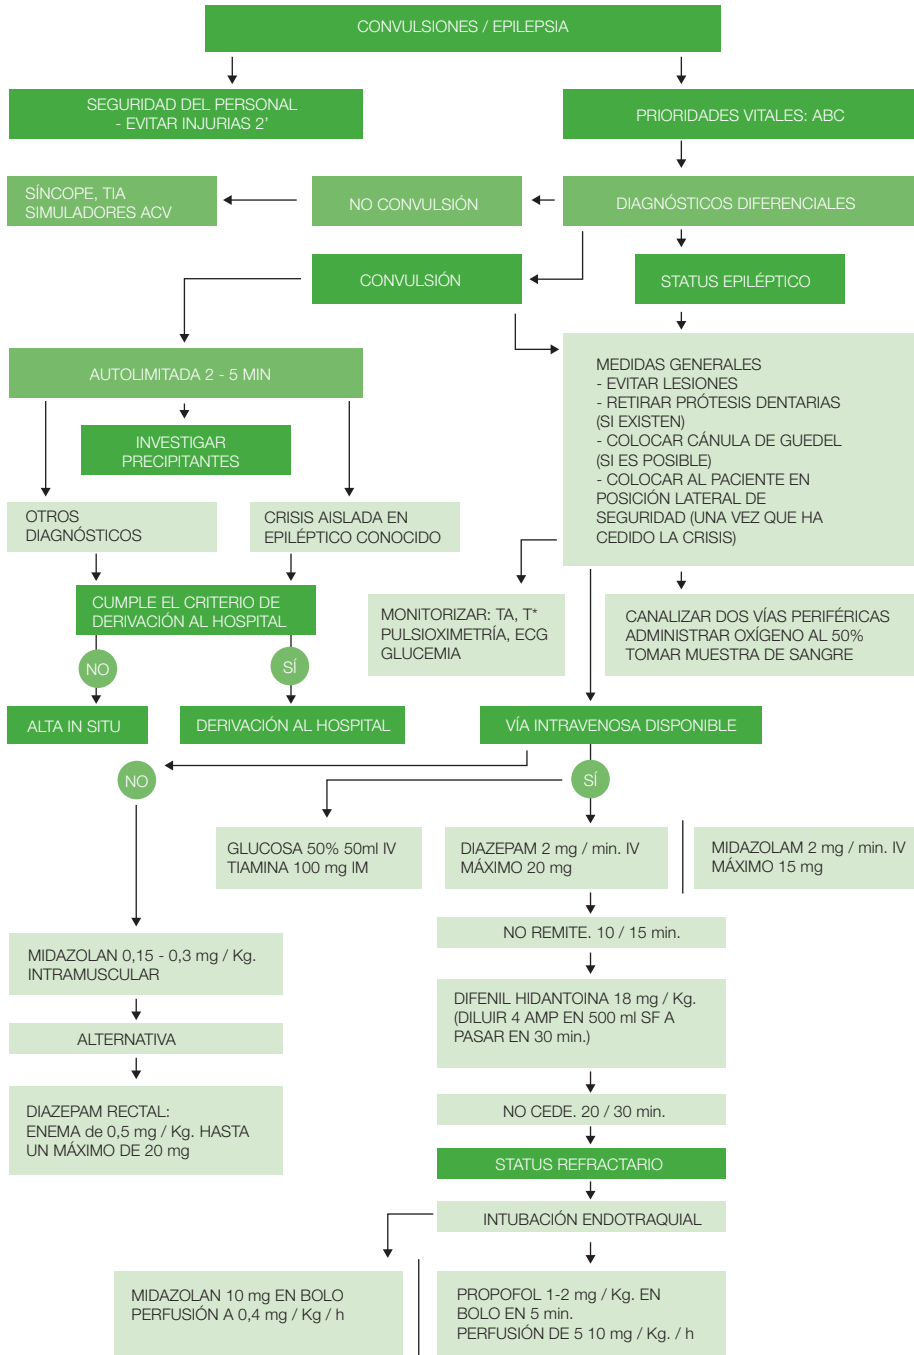 CONVULSIONES / EPILEPSIA
SEGURIDAD DEL PERSONAL
- EVITAR INJURIAS 2’
PRIORIDADES VITALES: ABC
SÍNCOPE, TIA
SIMULADORES ACV
NO CONVULSIÓN
DIAGNÓSTICOS DIFERENCIALES
CONVULSIÓN
STATUS EPILÉPTICO
AUTOLIMITADA 2 - 5 MIN
INVESTIGAR
PRECIPITANTES
MEDIDAS GENERALES
- EVITAR LESIONES
- RETIRAR PRÓTESIS DENTARIAS
(SI EXISTEN)
- COLOCAR CÁNULA DE GUEDEL
(SI ES POSIBLE)
- COLOCAR AL PACIENTE EN
POSICIÓN LATERAL DE
SEGURIDAD (UNA VEZ QUE HA
CEDIDO LA CRISIS)
OTROS
DIAGNÓSTICOS
CRISIS AISLADA EN
EPILÉPTICO CONOCIDO
CUMPLE EL CRITERIO DE
DERIVACIÓN AL HOSPITAL
MONITORIZAR: TA, T*
PULSIOXIMETRÍA, ECG
GLUCEMIA
CANALIZAR DOS VÍAS PERIFÉRICAS
ADMINISTRAR OXÍGENO AL 50%
TOMAR MUESTRA DE SANGRE
NO
SÍ
ALTA IN SITU
DERIVACIÓN AL HOSPITAL
VÍA INTRAVENOSA DISPONIBLE
NO
SÍ
GLUCOSA 50% 50ml IV
TIAMINA 100 mg IM
DIAZEPAM 2 mg / min. IV
MÁXIMO 20 mg
MIDAZOLAM 2 mg / min. IV
MÁXIMO 15 mg
NO REMITE. 10 / 15 min.
MIDAZOLAN 0,15 - 0,3 mg / Kg.
INTRAMUSCULAR
DIFENIL HIDANTOINA 18 mg / Kg.
(DILUIR 4 AMP EN 500 ml SF A
PASAR EN 30 min.)
ALTERNATIVA
DIAZEPAM RECTAL:
ENEMA de 0,5 mg / Kg. HASTA
UN MÁXIMO DE 20 mg
NO CEDE. 20 / 30 min.
STATUS REFRACTARIO
INTUBACIÓN ENDOTRAQUIAL
MIDAZOLAN 10 mg EN BOLO
PERFUSIÓN A 0,4 mg / Kg / h
PROPOFOL 1-2 mg / Kg. EN
BOLO EN 5 min.
PERFUSIÓN DE 5 10 mg / Kg. / h